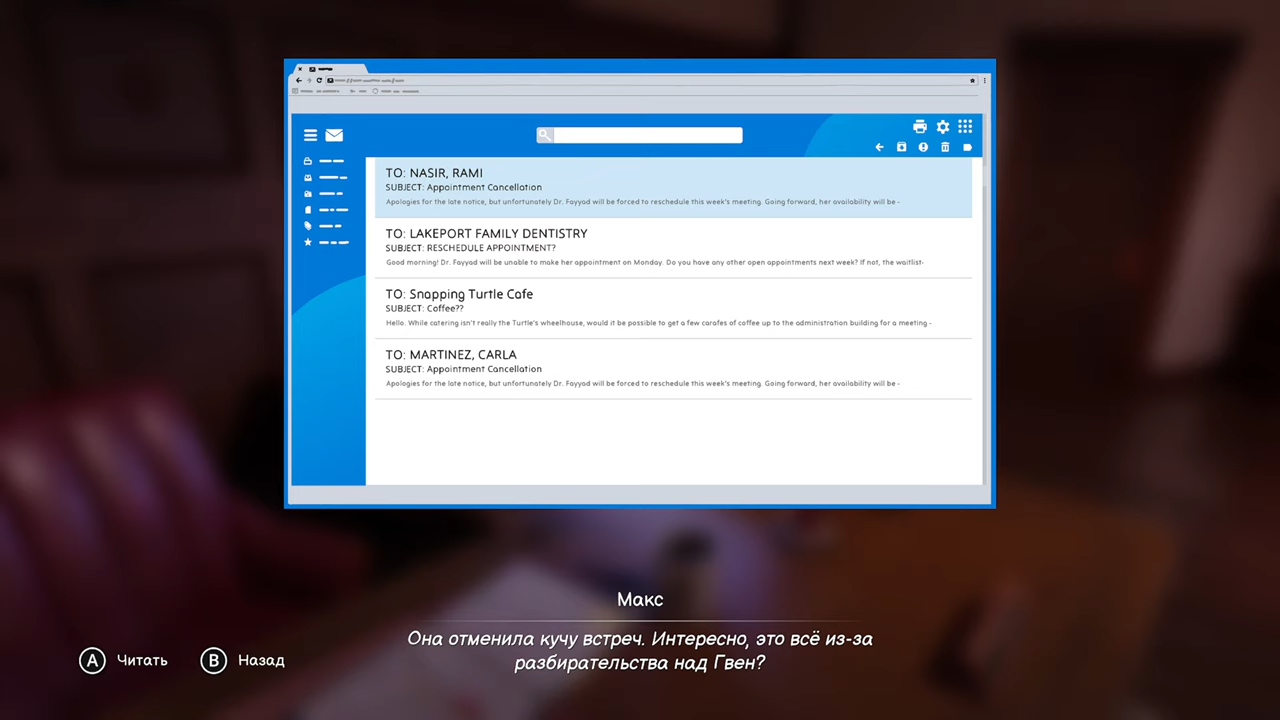 TO: NASIR, RAMI
SUBJECT: Appointment Cancellation
Apologies for the late notice, but unfortunately Dr. Fayyad will be forced to reschedule this week's meeting. Going forward, her availability will be -
TO: LAKEPORT FAMILY DENTISTRY
SUBJECT: RESCHEDULE APPOINTMENT?
Good morning! Dr. Fayyad will be unable to make her appointment on Monday. Do you have any other open appointments next week? If not, the waitlist-
TO: Snapping Turtle Cafe
SUBJECT: Coffee??
Hello. While catering isn't really the Turtle's wheelhouse, would it be possible to get a few carafes of coffee up to the administration building for a meeting -
TO: MARTINEZ, CARLA
SUBJECT: Appointment Cancellation
Apologies for the late notice, but unfortunately Dr. Fayyad will be forced to reschedule this week's meeting. Going forward, her availability will be -
Макс
Она отменила кучу встреч. Интересно, это всё из-за
разбирательства над Гвен?
A Читать B Назад